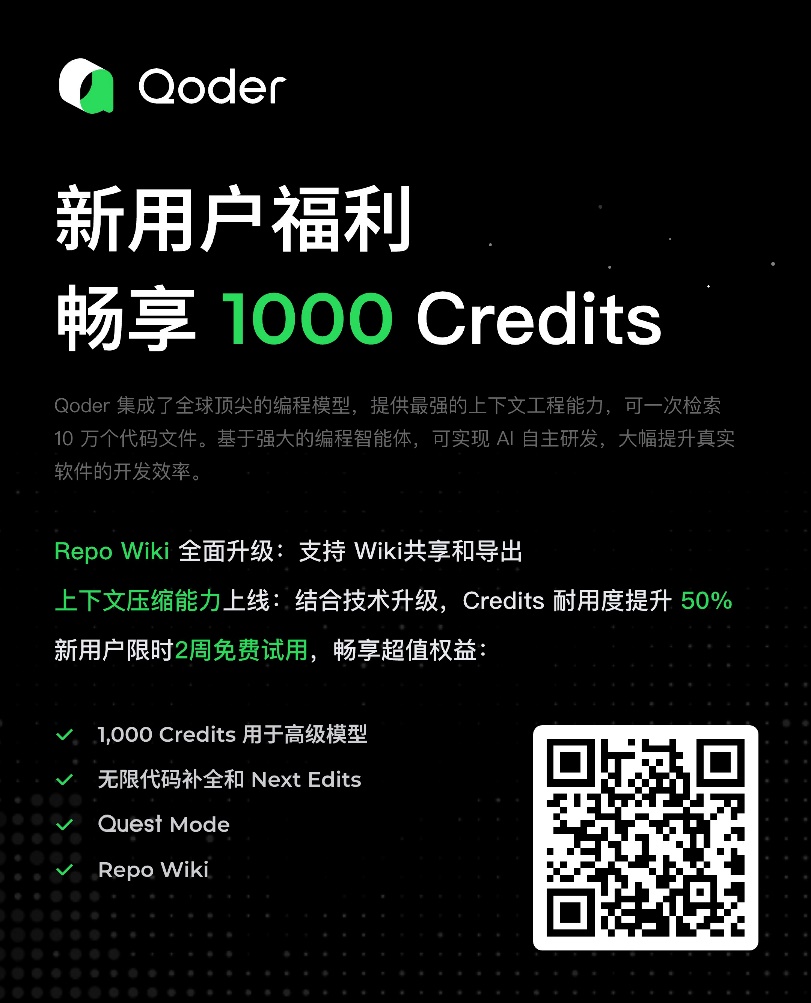 Qoder
新用户福利
畅享 1000 Credits
Qoder 集成了全球顶尖的编程模型，提供最强的上下文工程能力，可一次检索
10 万个代码文件。基于强大的编程智能体，可实现 AI 自主研发，大幅提升真实
软件的开发效率。
Repo Wiki 全面升级：支持 Wiki共享和导出
上下文压缩能力上线：结合技术升级，Credits 耐用度提升 50%
新用户限时2周免费试用，畅享超值权益：
1,000 Credits 用于高级模型
无限代码补全和 Next Edits
Quest Mode
Repo Wiki